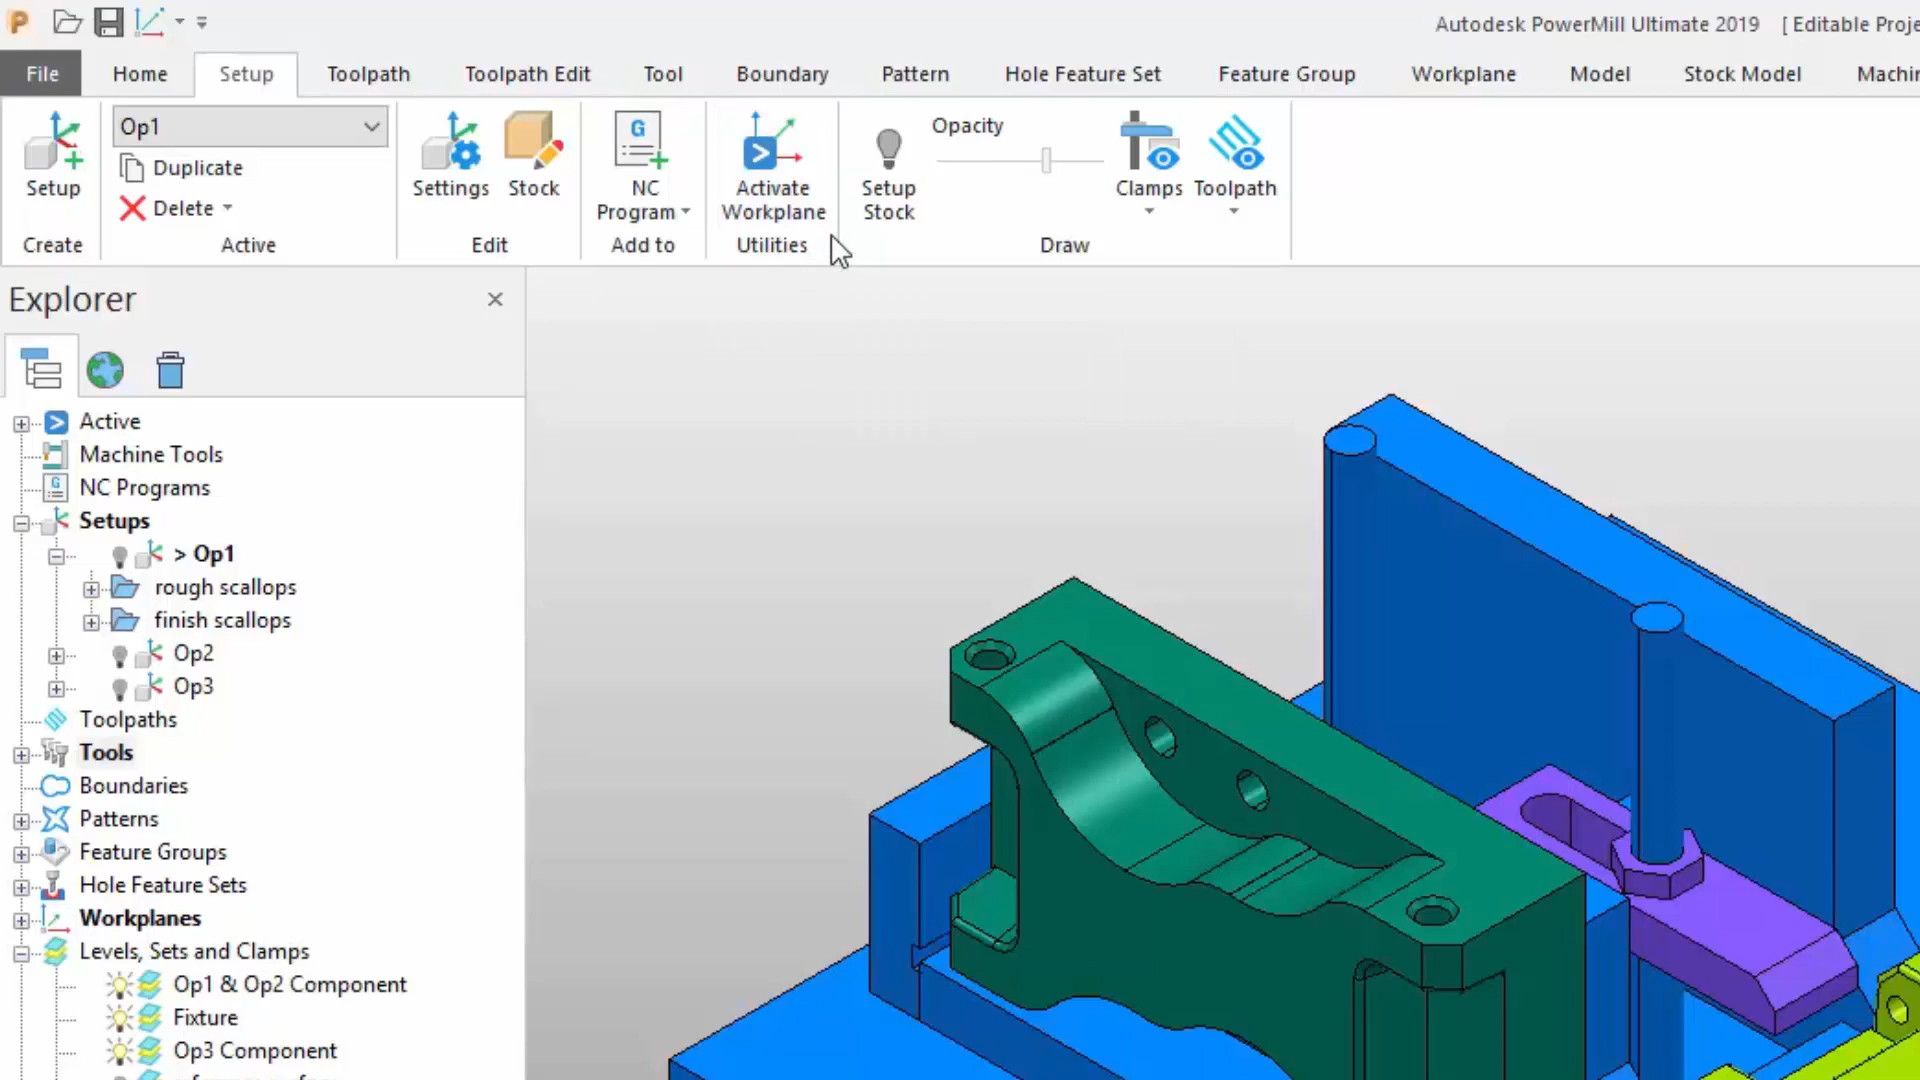 Autodesk PowerMill Ultimate 2019 [ Editable Proje
File Home Setup Toolpath Toolpath Edit Tool Boundary Pattern Hole Feature Set Feature Group Workplane Model Stock Model Machin
Setup
Create
Op1
Duplicate
Delete
Active
Settings
Stock
Edit
NC
Program
Add to
Activate
Workplane
Utilities
Setup
Stock
Opacity
Clamps
Toolpath
Draw
Explorer
Active
Machine Tools
NC Programs
Setups
> Op1
rough scallops
finish scallops
Op2
Op3
Toolpaths
Tools
Boundaries
Patterns
Feature Groups
Hole Feature Sets
Workplanes
Levels, Sets and Clamps
Op1 & Op2 Component
Fixture
Op3 Component